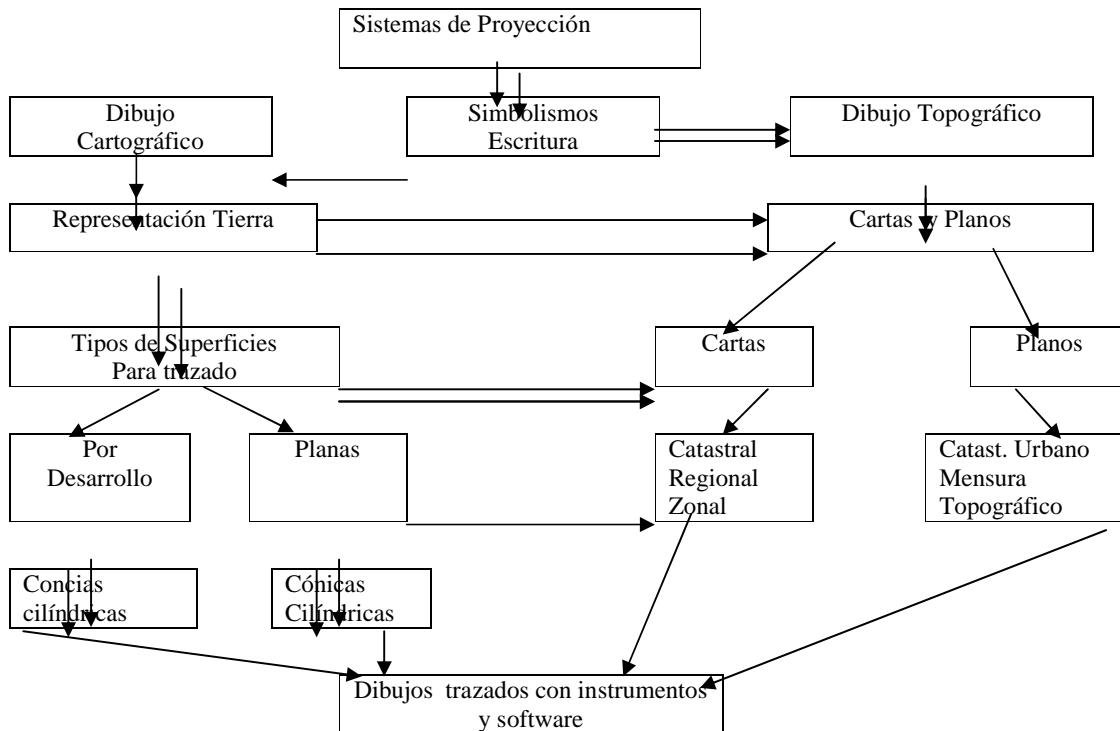 Sistemas de Proyección
Dibujo
Cartográfico
Simbolismos
Escritura
Dibujo Topográfico
Representación Tierra
Cartas y Planos
Tipos de Superficies
Para trazado
Cartas
Planos
Por
Desarrollo
Planas
Catastral
Regional
Zonal
Catast. Urbano
Mensura
Topográfico
Concias
cilíndricas
Cónicas
Cilíndricas
Dibujos trazados con instrumentos
y software